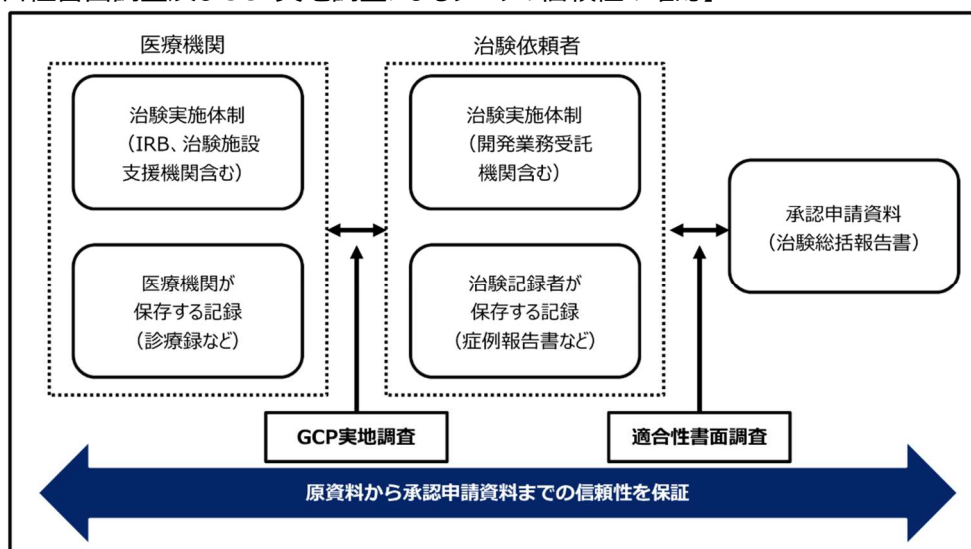 医療機関
治験依頼者
治験実施体制
（IRB、治験施設
支援機関含む）
治験実施体制
（開発業務受託
機関含む）
承認申請資料
（治験総括報告書）
医療機関が
保存する記録
（診療録など）
治験記録者が
保存する記録
（症例報告書など）
GCP実地調査
適合性書面調査
原資料から承認申請資料までの信頼性を保証